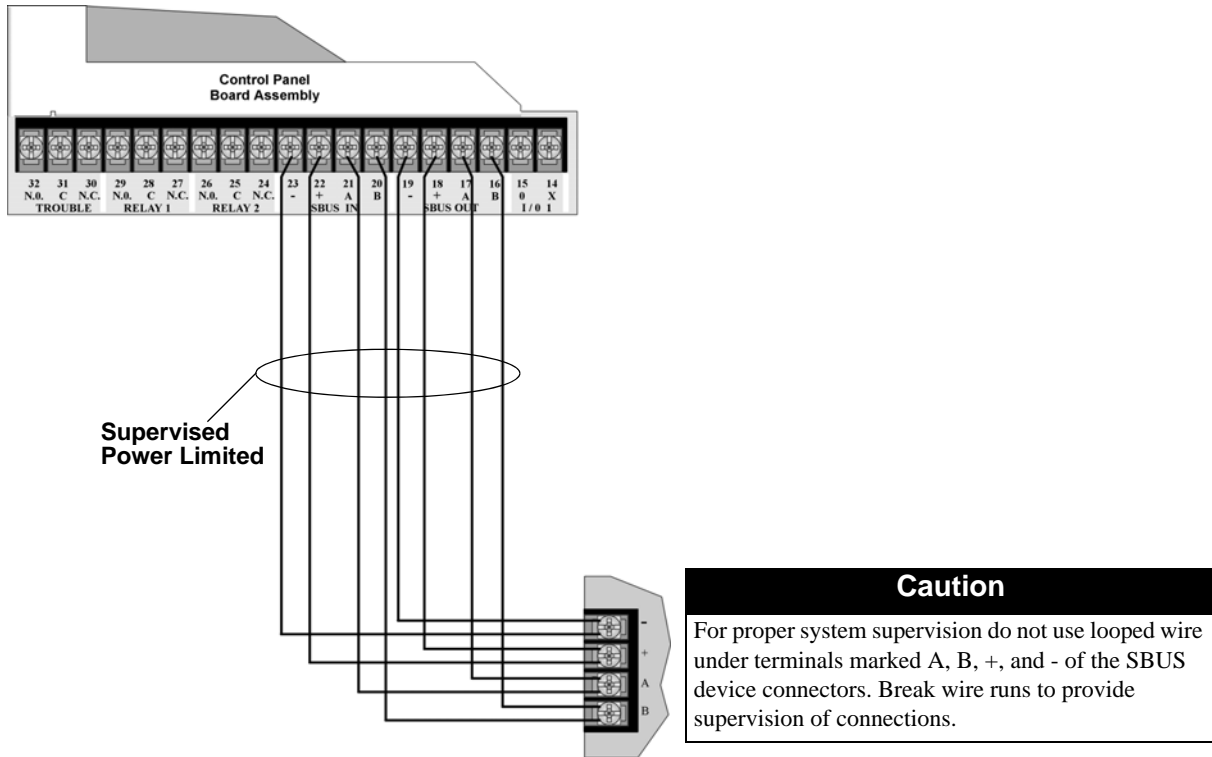 Control Panel
Board Assembly
32 31 30 29 28 27 26 25 24 23 22 21 20 19 18 17 16 15 14
N.0. C N.C. N.0. C N.C. N.0. C N.C. - + A B - + A B 0 X
TROUBLE RELAY 1 RELAY 2 SBUS IN SBUS OUT I / 0 1
Supervised
Power Limited
-
+
A
B
Caution
For proper system supervision do not use looped wire
under terminals marked A, B, +, and - of the SBUS
device connectors. Break wire runs to provide
supervision of connections.